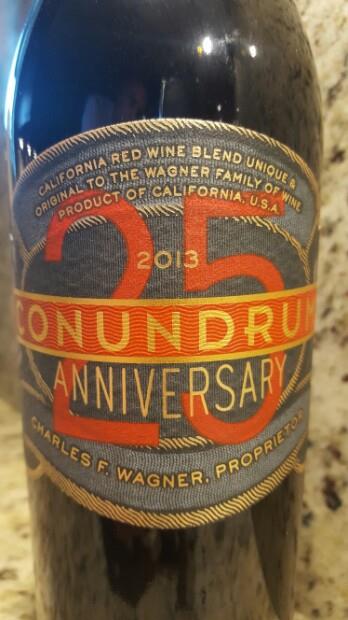 CALIFORNIA RED WINE BLEND UNIQUE &
ORIGINAL TO THE WAGNER FAMILY OF WINE
PRODUCT OF CALIFORNIA, U.S.A.
25
2013
CONUNDRUM
ANNIVERSARY
CHARLES F. WAGNER, PROPRIETOR